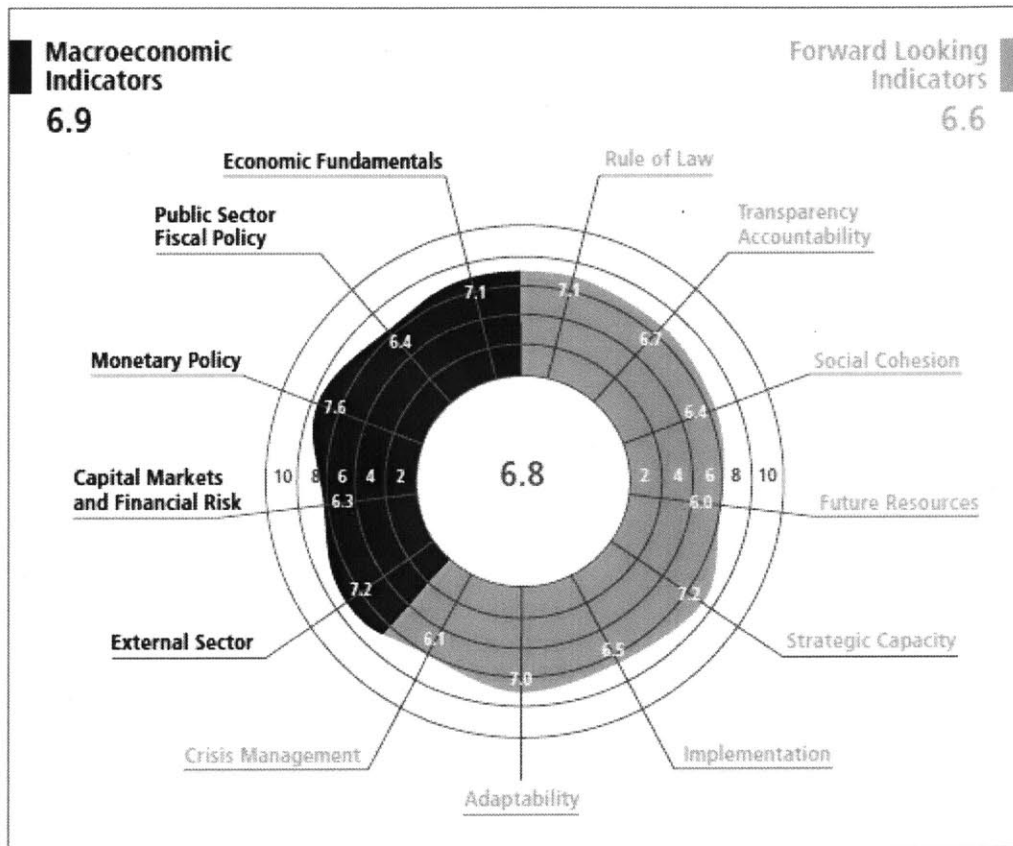 Macroeconomic
Indicators
6.9
Forward Looking
Indicators
6.6
Economic Fundamentals
Rule of Law
Public Sector
Fiscal Policy
Transparency
Accountability
Monetary Policy
Social Cohesion
Capital Markets
and Financial Risk
Future Resources
External Sector
Strategic Capacity
Crisis Management
Implementation
Adaptability
7.1
7.1
6.4
6.7
7.6
6.4
10 8 6 4 2
6.8
2 4 6 8 10
6.3
6.0
7.2
7.2
6.1
6.5
7.0